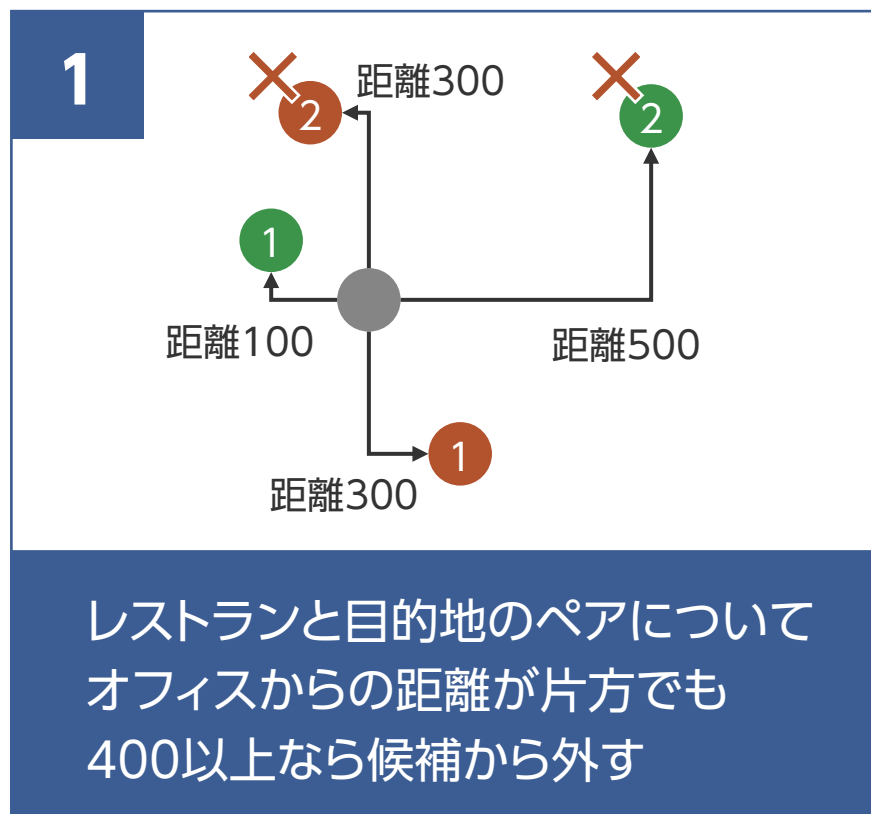 1
距離300
2
2
1
距離100
距離500
1
距離300
レストランと目的地のペアについて
オフィスからの距離が片方でも
400以上なら候補から外す